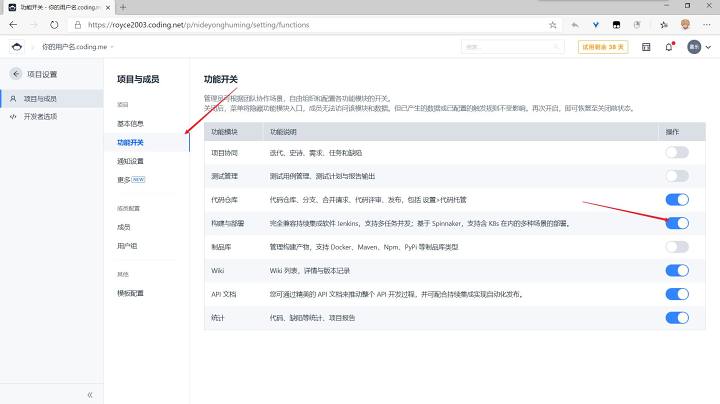 功能开关 - 你的用户名.coding.me
https://royce2003.coding.net/p/nideyonghuming/setting/functions
你的用户名.coding.me
搜索...
试用剩余 38 天
项目设置
项目与成员
开发者选项
项目与成员
项目
基本信息
功能开关
通知设置
更多 NEW
成员配置
成员
用户组
其他
模板配置
功能开关
管理员可根据团队协作场景，自由组织和配置各功能模块的开关。
关闭后，菜单将隐藏功能模块入口，成员无法访问该模块和数据。但已产生的数据或已配置的触发规则不受影响。再次开启，即可恢复至关闭前状态。
功能模块 功能说明 操作
项目协同 迭代、史诗、需求、任务和缺陷
测试管理 测试用例管理、测试计划与报告输出
代码仓库 代码仓库、分支、合并请求、代码评审、发布，包括 设置>代码托管
构建与部署 完全兼容持续集成软件 Jenkins，支持多任务并发；基于 Spinnaker，支持含 K8s 在内的多种场景的部署。
制品库 管理构建产物，支持 Docker、Maven、Npm、PyPi 等制品库类型
Wiki Wiki 列表，详情与版本记录
API 文档 您可通过精美的 API 文档来推动整个 API 开发过程，并可配合持续集成实现自动化发布。
统计 代码、缺陷等统计、项目报告